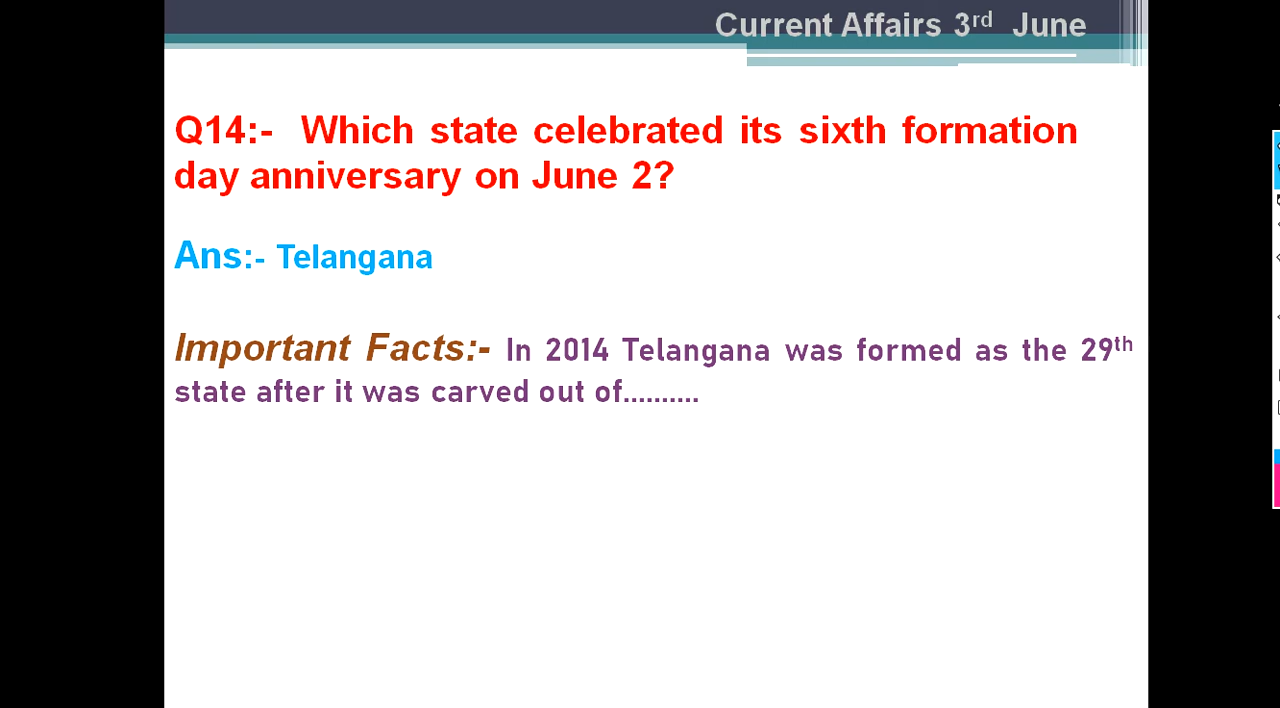 Current Affairs 3rd June
Q14:- Which state celebrated its sixth formation
day anniversary on June 2?
Ans:- Telangana
Important Facts:- In 2014 Telangana was formed as the 29th
state after it was carved out of..........